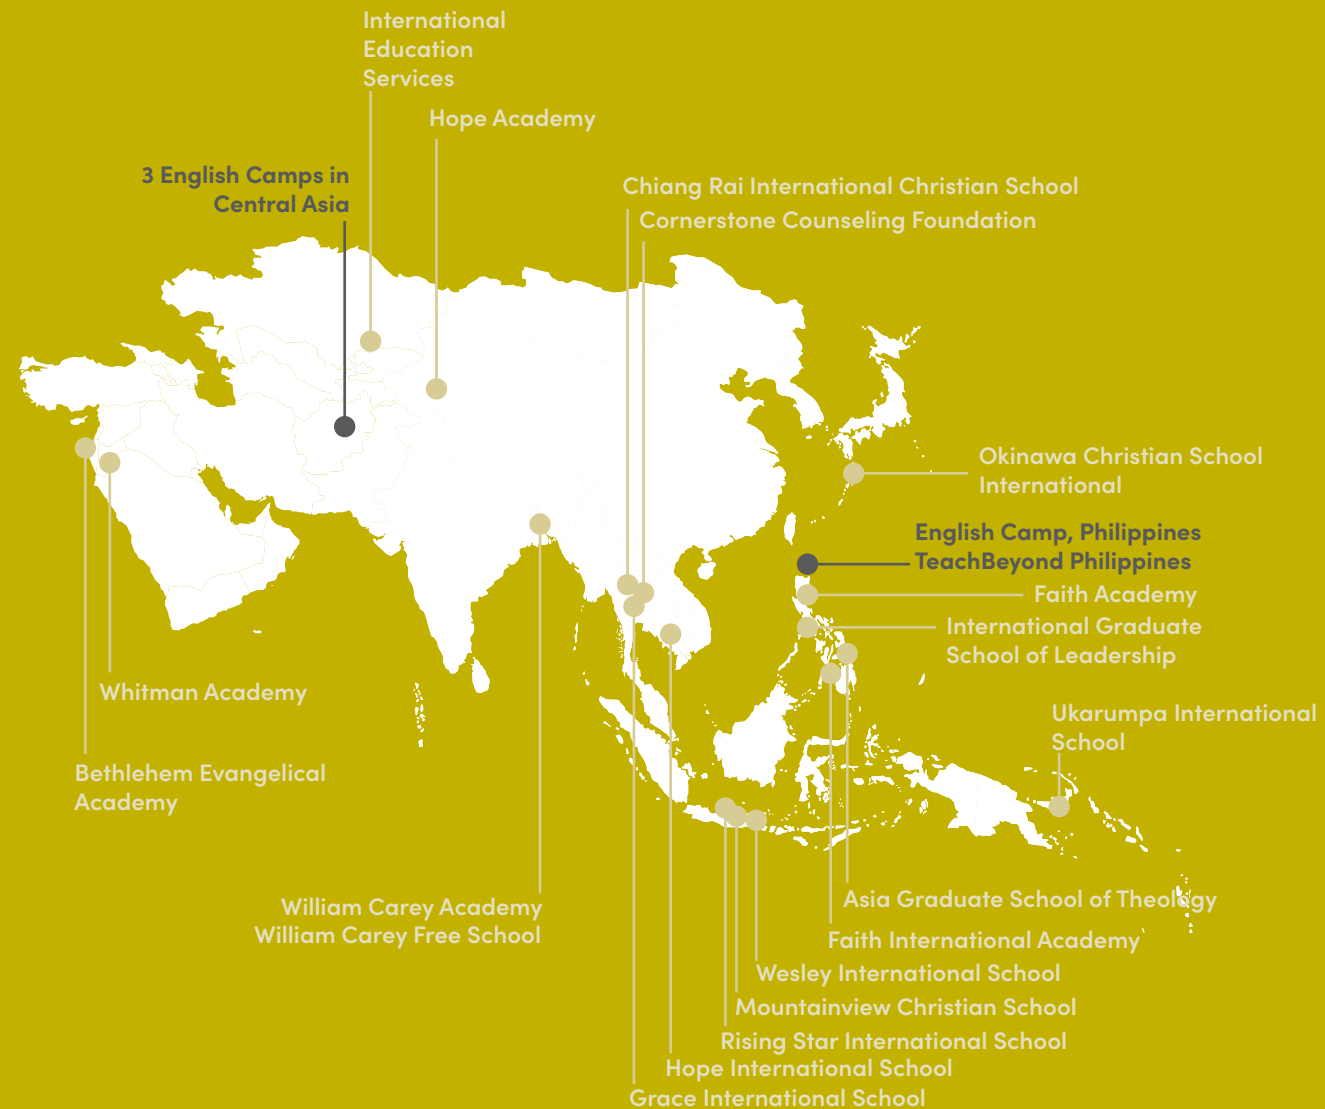 International
Education
Services
Hope Academy
3 English Camps in
Central Asia
Chiang Rai International Christian School
Cornerstone Counseling Foundation
Okinawa Christian School
International
English Camp, Philippines
TeachBeyond Philippines
Faith Academy
International Graduate
School of Leadership
Whitman Academy
Ukarumpa International
School
Bethlehem Evangelical
Academy
William Carey Academy
William Carey Free School
Asia Graduate School of Theology
Faith International Academy
Wesley International School
Mountainview Christian School
Rising Star International School
Hope International School
Grace International School